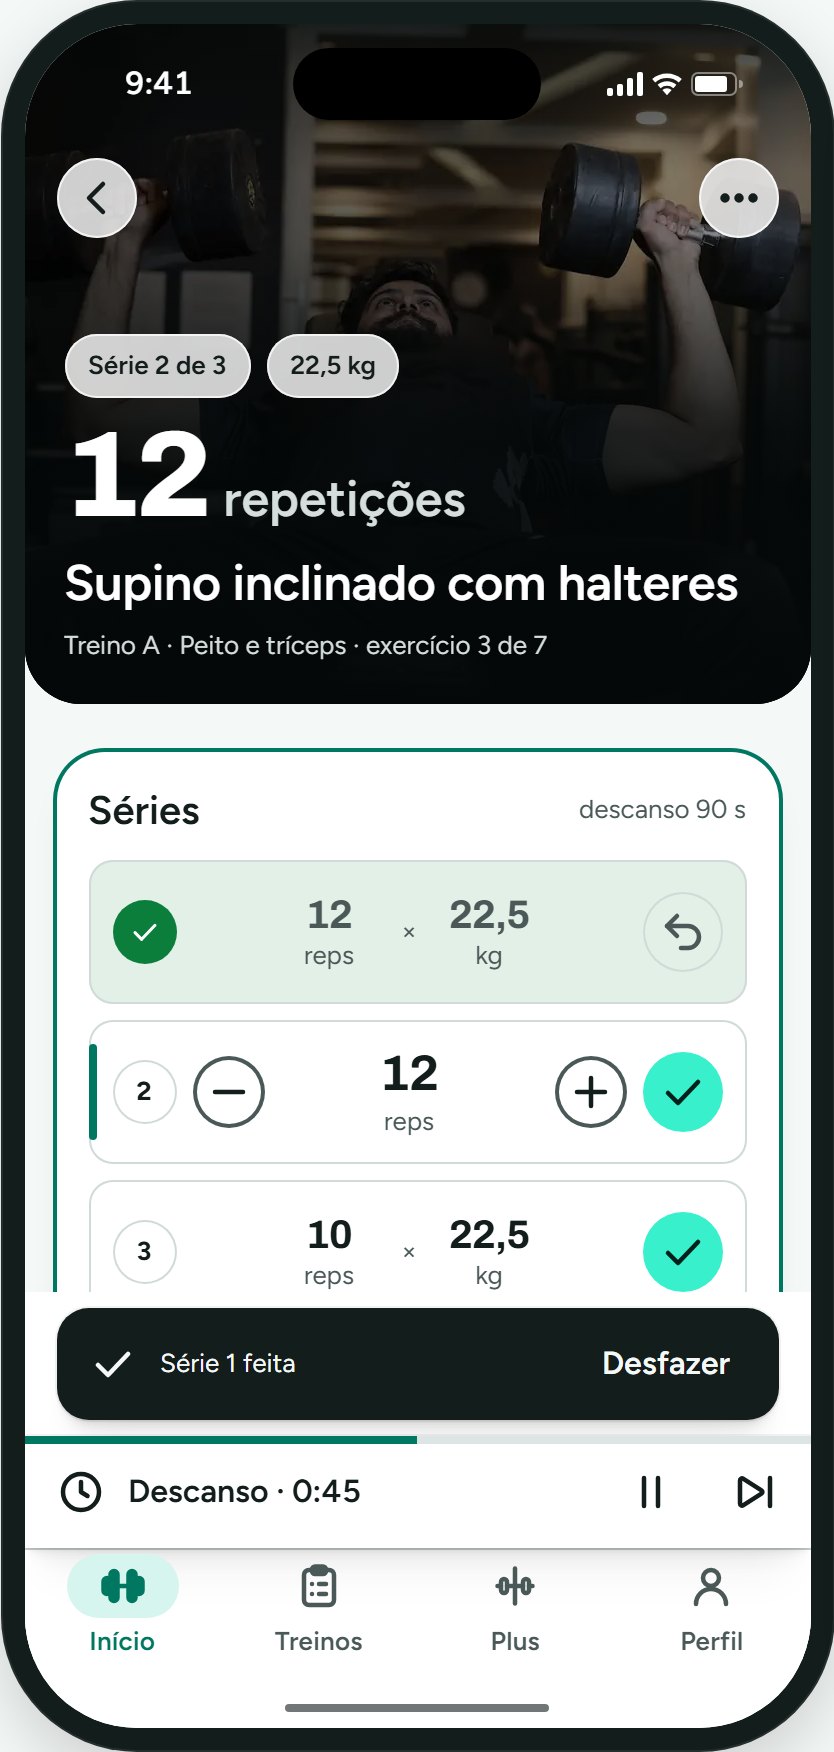 9:41
Série 2 de 3
22,5 kg
12 repetições
Supino inclinado com halteres
Treino A · Peito e tríceps · exercício 3 de 7
Séries
descanso 90 s
12 × 22,5
reps kg
2
12
reps
3
10 × 22,5
reps kg
Série 1 feita
Desfazer
Descanso · 0:45
Início
Treinos
Plus
Perfil